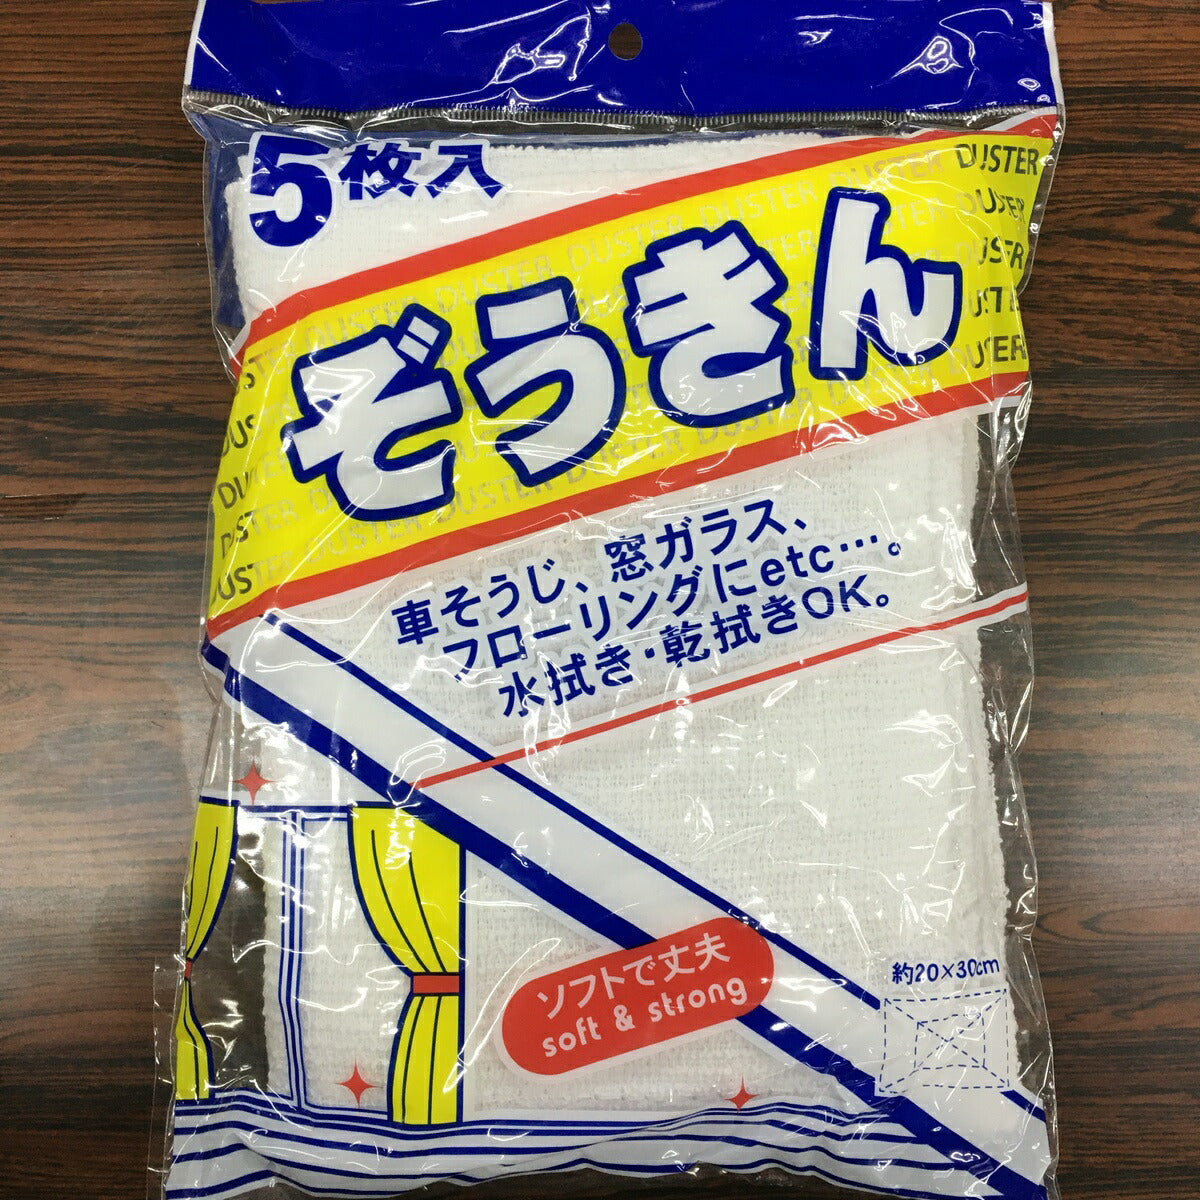 5枚入
DUSTER DUSTER DUSTER DUSTER DUSTER
ぞうきん
車そうじ、窓ガラス、
フローリングにetc…。
水拭き・乾拭きOK。
ソフトで丈夫
soft & strong
約20×30cm